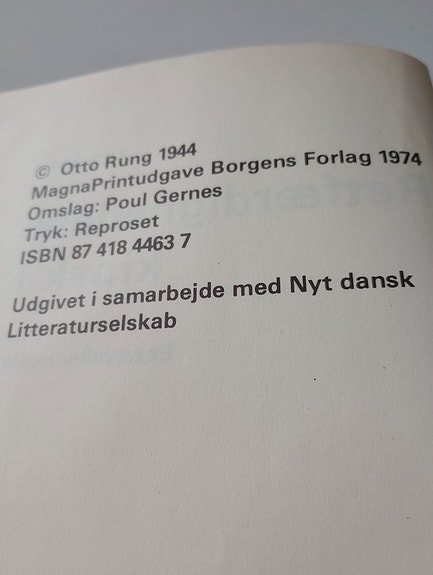 © Otto Rung 1944
MagnaPrintudgave Borgens Forlag 1974
Omslag: Poul Gernes
Tryk: Reproset
ISBN 87 418 4463 7
Udgivet i samarbejde med Nyt dansk
Litteraturselskab